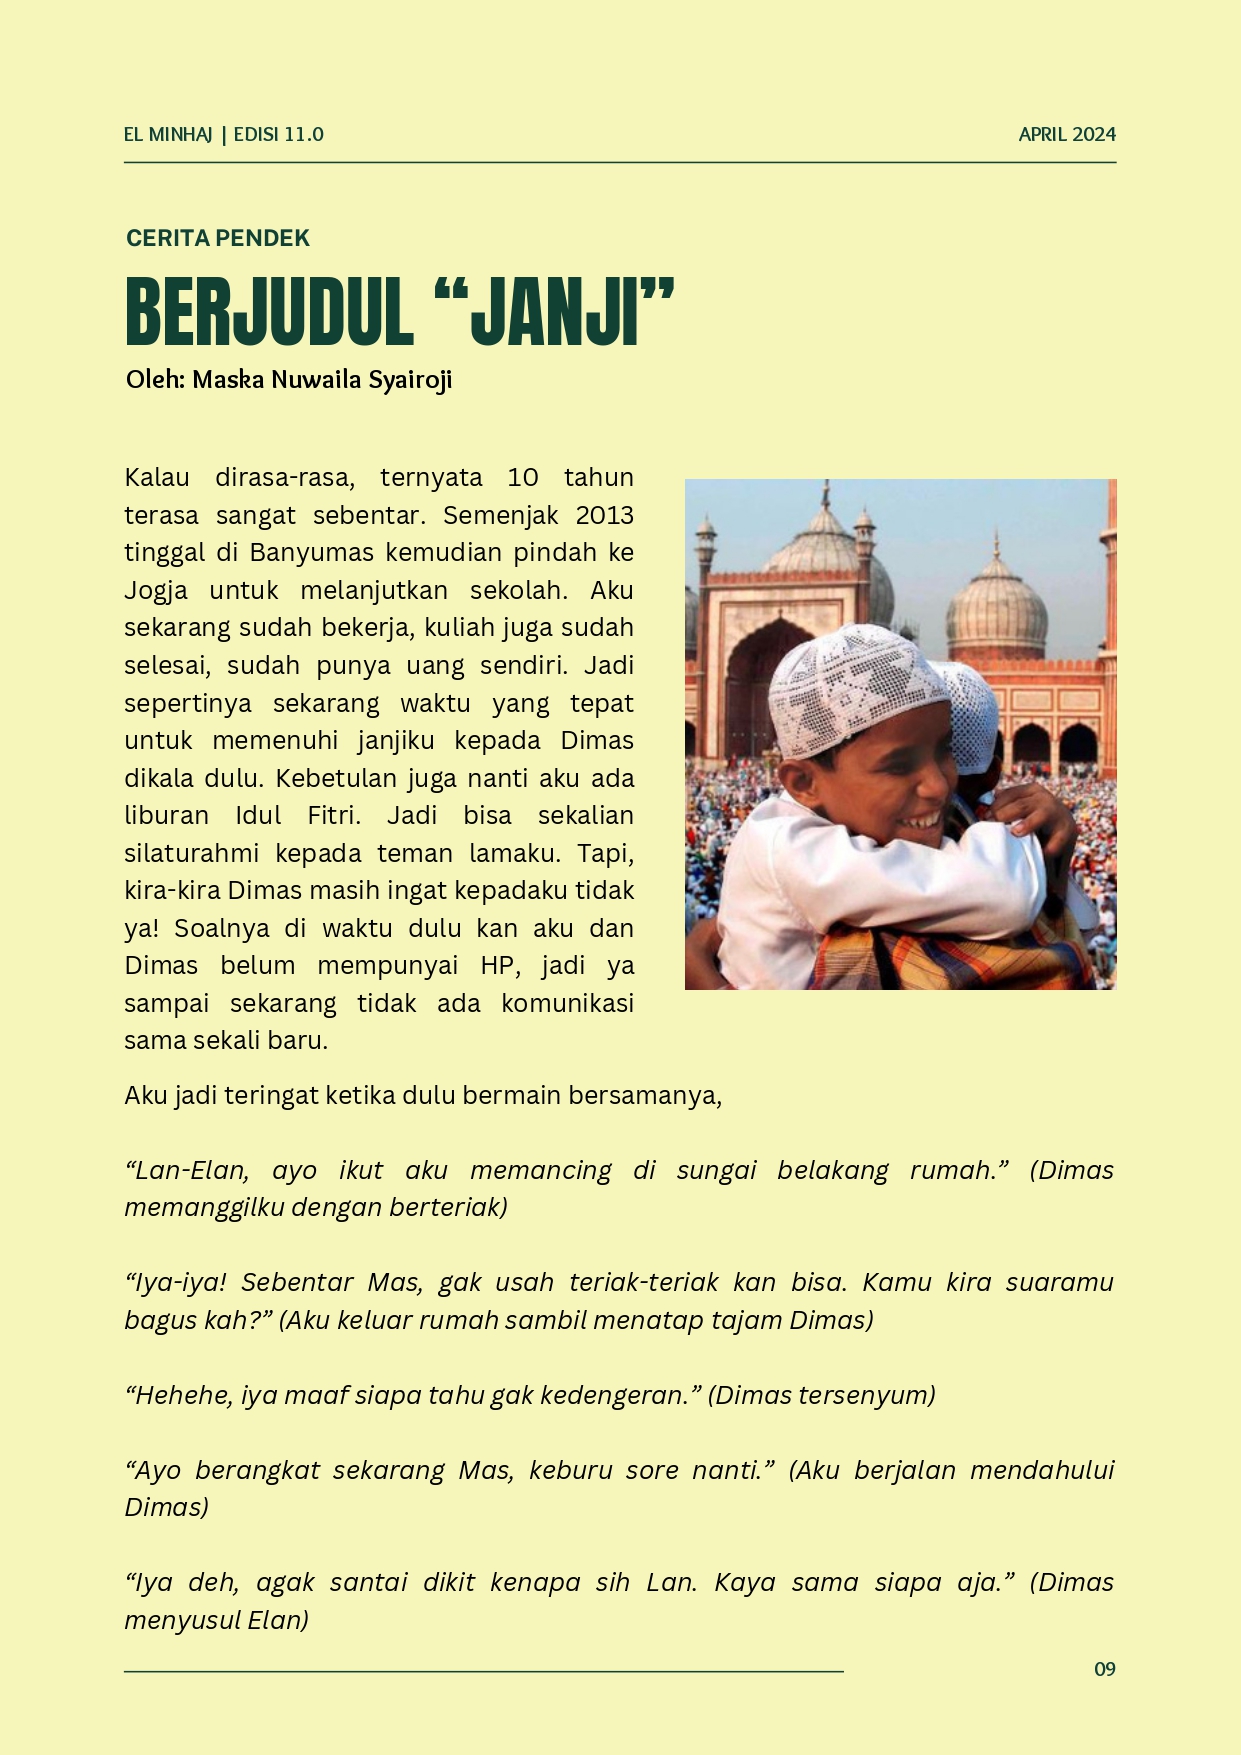 EL MINHAJ | EDISI 11.0
APRIL 2024
CERITA PENDEK
BERJUDUL “JANJI”
Oleh: Maska Nuwaila Syairoji
Kalau dirasa-rasa, ternyata 10 tahun
terasa sangat sebentar. Semenjak 2013
tinggal di Banyumas kemudian pindah ke
Jogja untuk melanjutkan sekolah. Aku
sekarang sudah bekerja, kuliah juga sudah
selesai, sudah punya uang sendiri. Jadi
sepertinya sekarang waktu yang tepat
untuk memenuhi janjiku kepada Dimas
dikala dulu. Kebetulan juga nanti aku ada
liburan Idul Fitri. Jadi bisa sekalian
silaturahmi kepada teman lamaku. Tapi,
kira-kira Dimas masih ingat kepadaku tidak
ya! Soalnya di waktu dulu kan aku dan
Dimas belum mempunyai HP, jadi ya
sampai sekarang tidak ada komunikasi
sama sekali baru.
Aku jadi teringat ketika dulu bermain bersamanya,
“Lan-Elan, ayo ikut aku memancing di sungai belakang rumah.” (Dimas
memanggilku dengan berteriak)
“Iya-iya! Sebentar Mas, gak usah teriak-teriak kan bisa. Kamu kira suaramu
bagus kah?” (Aku keluar rumah sambil menatap tajam Dimas)
“Hehehe, iya maaf siapa tahu gak kedengeran.” (Dimas tersenyum)
“Ayo berangkat sekarang Mas, keburu sore nanti.” (Aku berjalan mendahului
Dimas)
“Iya deh, agak santai dikit kenapa sih Lan. Kaya sama siapa aja.” (Dimas
menyusul Elan)
09